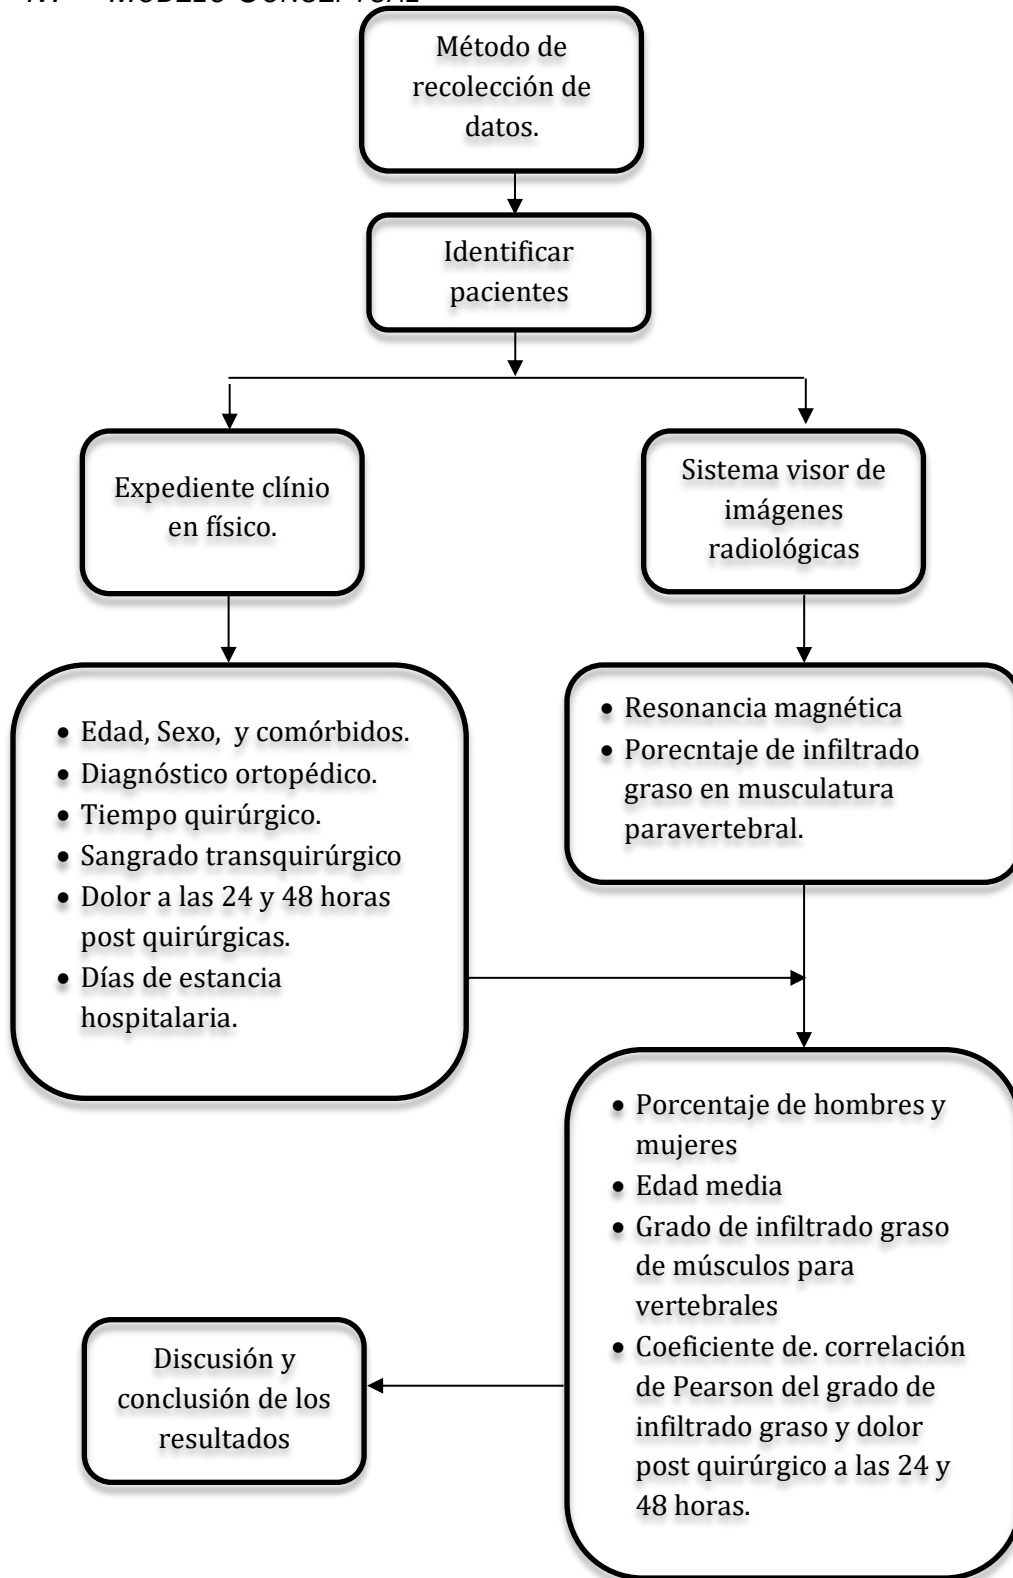 IV. MODELO CONCEPTUAL
Método de
recolección de
datos.
Identificar
pacientes
Expediente clínio
en físico.
Sistema visor de
imágenes
radiológicas
• Edad, Sexo, y comórbidos.
• Diagnóstico ortopédico.
• Tiempo quirúrgico.
• Sangrado transquirúrgico
• Dolor a las 24 y 48 horas
post quirúrgicas.
• Días de estancia
hospitalaria.
• Resonancia magnética
• Porecntaje de infiltrado
graso en musculatura
paravertebral.
• Porcentaje de hombres y
mujeres
• Edad media
• Grado de infiltrado graso
de músculos para
vertebrales
• Coeficiente de. correlación
de Pearson del grado de
infiltrado graso y dolor
post quirúrgico a las 24 y
48 horas.
Discusión y
conclusión de los
resultados